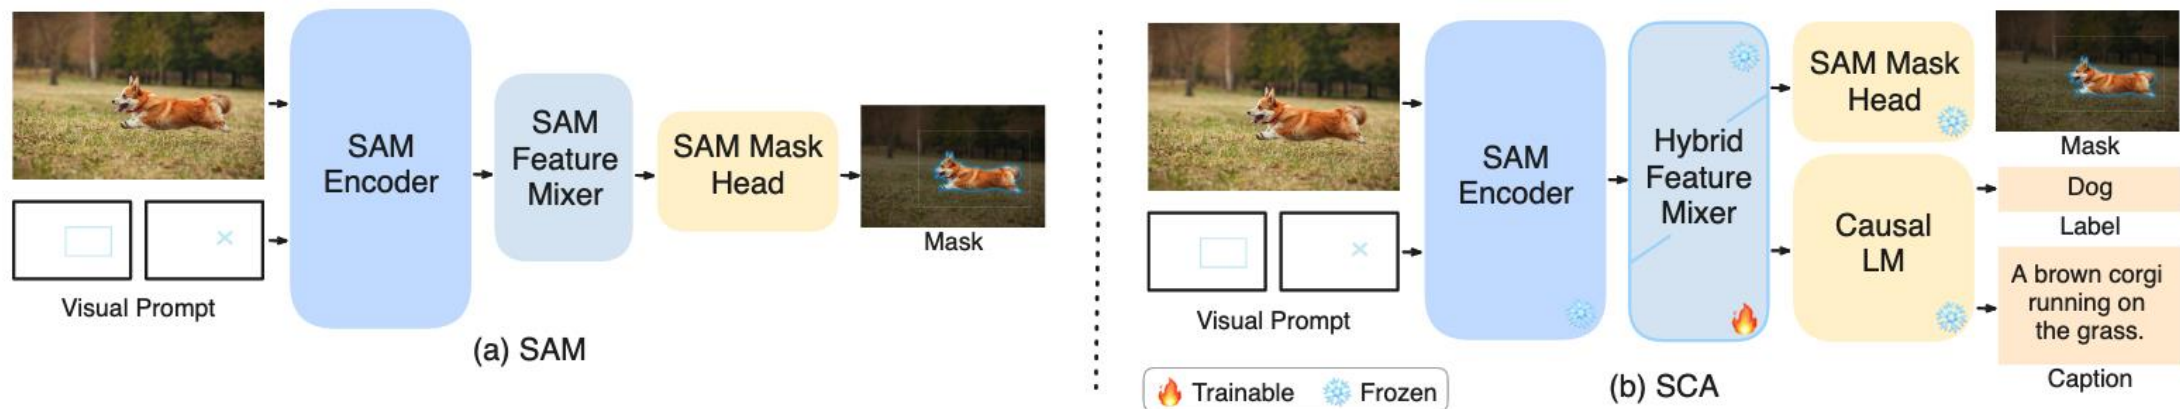 SAM
Encoder
SAM
Feature
Mixer
SAM Mask
Head
Mask
Visual Prompt
(a) SAM
SAM
Encoder
Hybrid
Feature
Mixer
SAM Mask
Head
Causal
LM
Mask
Dog
Label
A brown corgi
running on
the grass.
Caption
Visual Prompt
Trainable
Frozen
(b) SCA